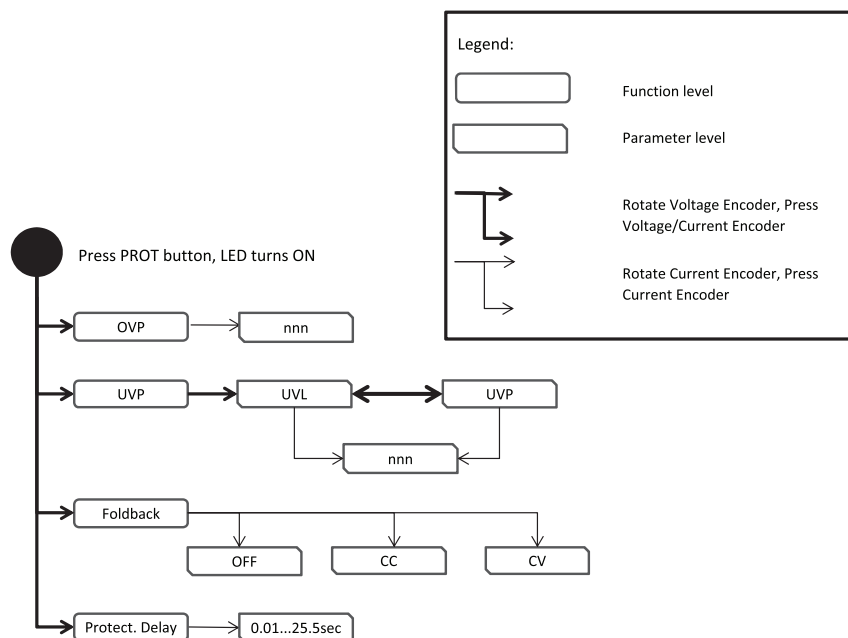 Legend:
Function level
Parameter level
Rotate Voltage Encoder, Press
Voltage/Current Encoder
Rotate Current Encoder, Press
Current Encoder
Press PROT button, LED turns ON
OVP
nnn
UVP
UVL
UVP
nnn
Foldback
OFF
CC
CV
Protect. Delay
0.01...25.5sec